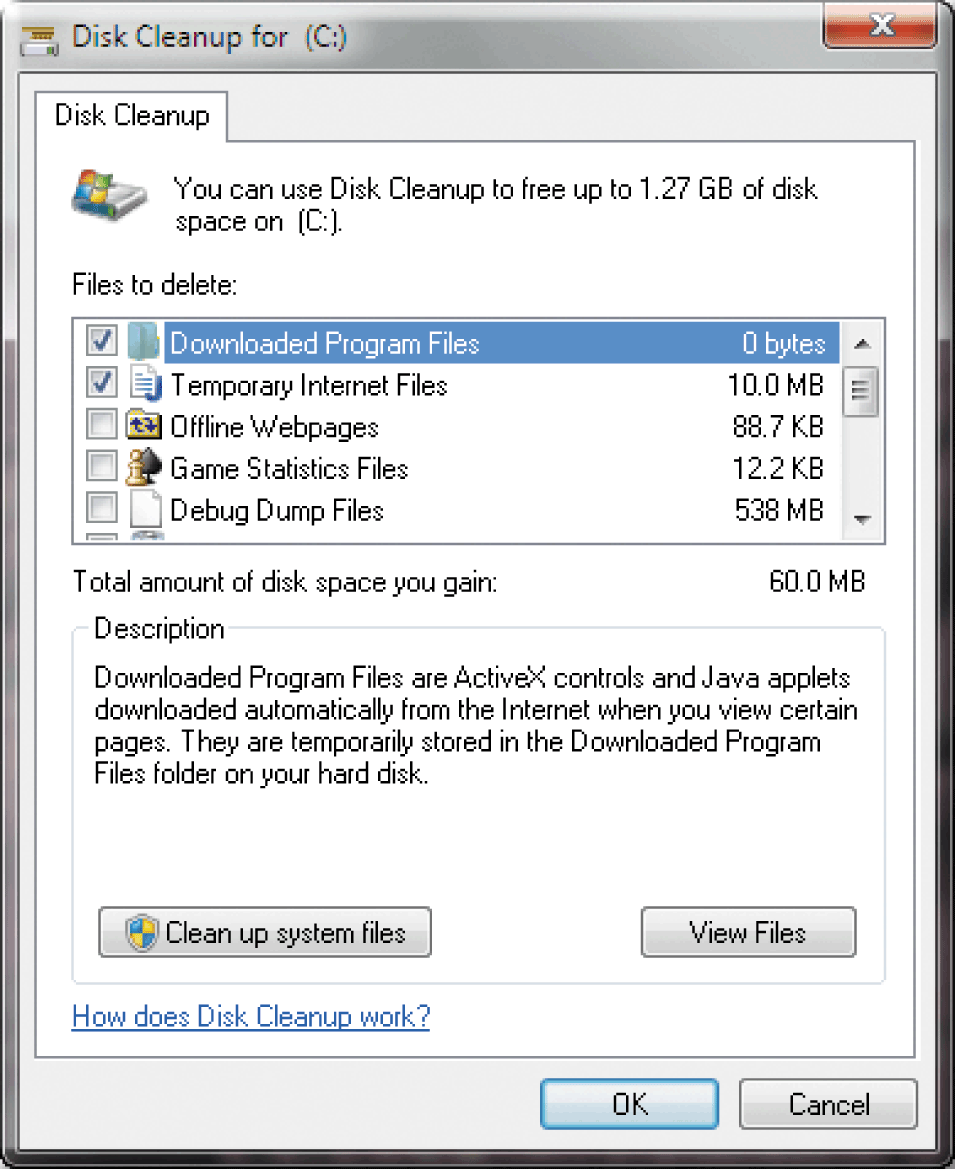 Disk Cleanup for (C:)
Disk Cleanup
You can use Disk Cleanup to free up to 1.27 GB of disk
space on (C:).
Files to delete:
Downloaded Program Files 0 bytes
Temporary Internet Files 10.0 MB
Offline Webpages 88.7 KB
Game Statistics Files 12.2 KB
Debug Dump Files 538 MB
Total amount of disk space you gain: 60.0 MB
Description
Downloaded Program Files are ActiveX controls and Java applets
downloaded automatically from the Internet when you view certain
pages. They are temporarily stored in the Downloaded Program
Files folder on your hard disk.
Clean up system files View Files
How does Disk Cleanup work?
OK Cancel